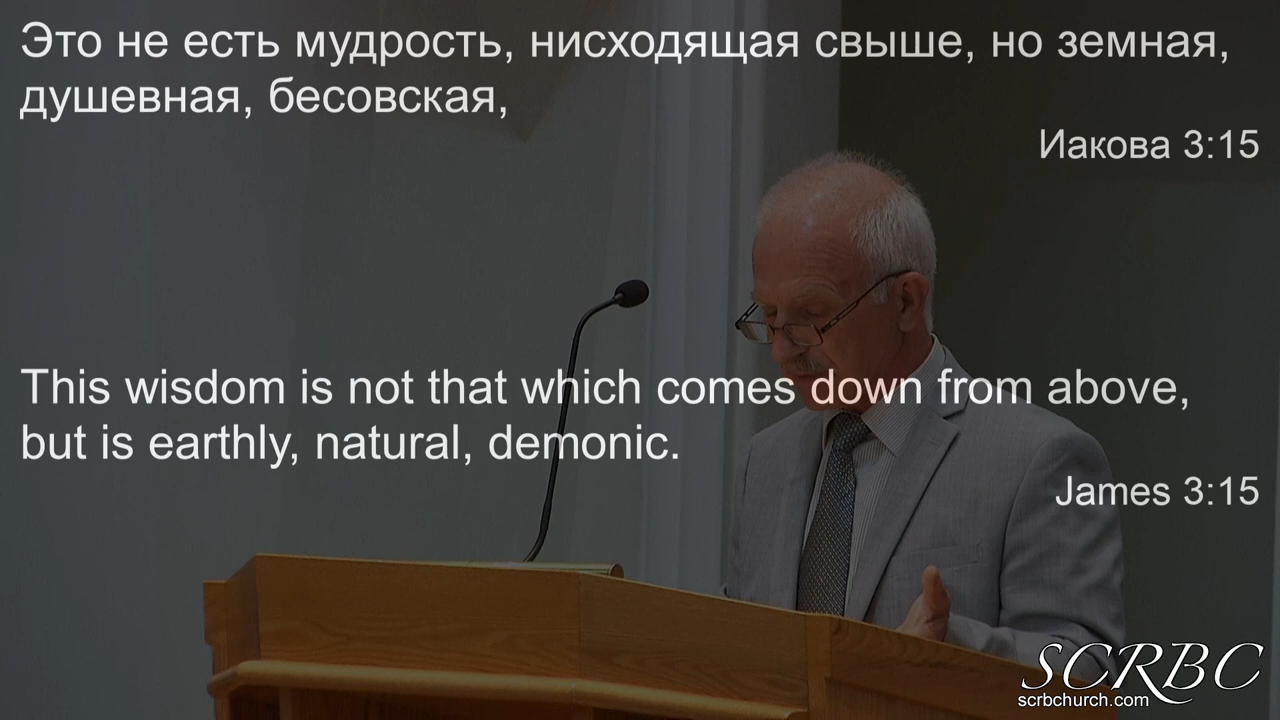 Это не есть мудрость, нисходящая свыше, но земная,
душевная, бесовская,
Иакова 3:15
This wisdom is not that which comes down from above,
but is earthly, natural, demonic.
James 3:15
SCRBC
scrbchurch.com